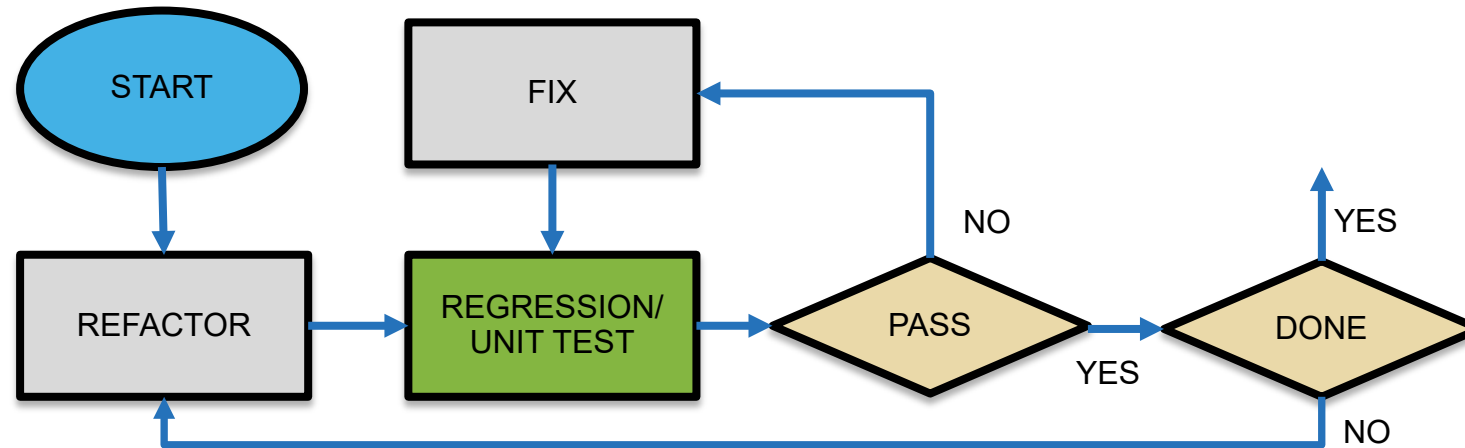 START
FIX
NO
YES
REFACTOR
REGRESSION/
UNIT TEST
PASS
YES
DONE
NO